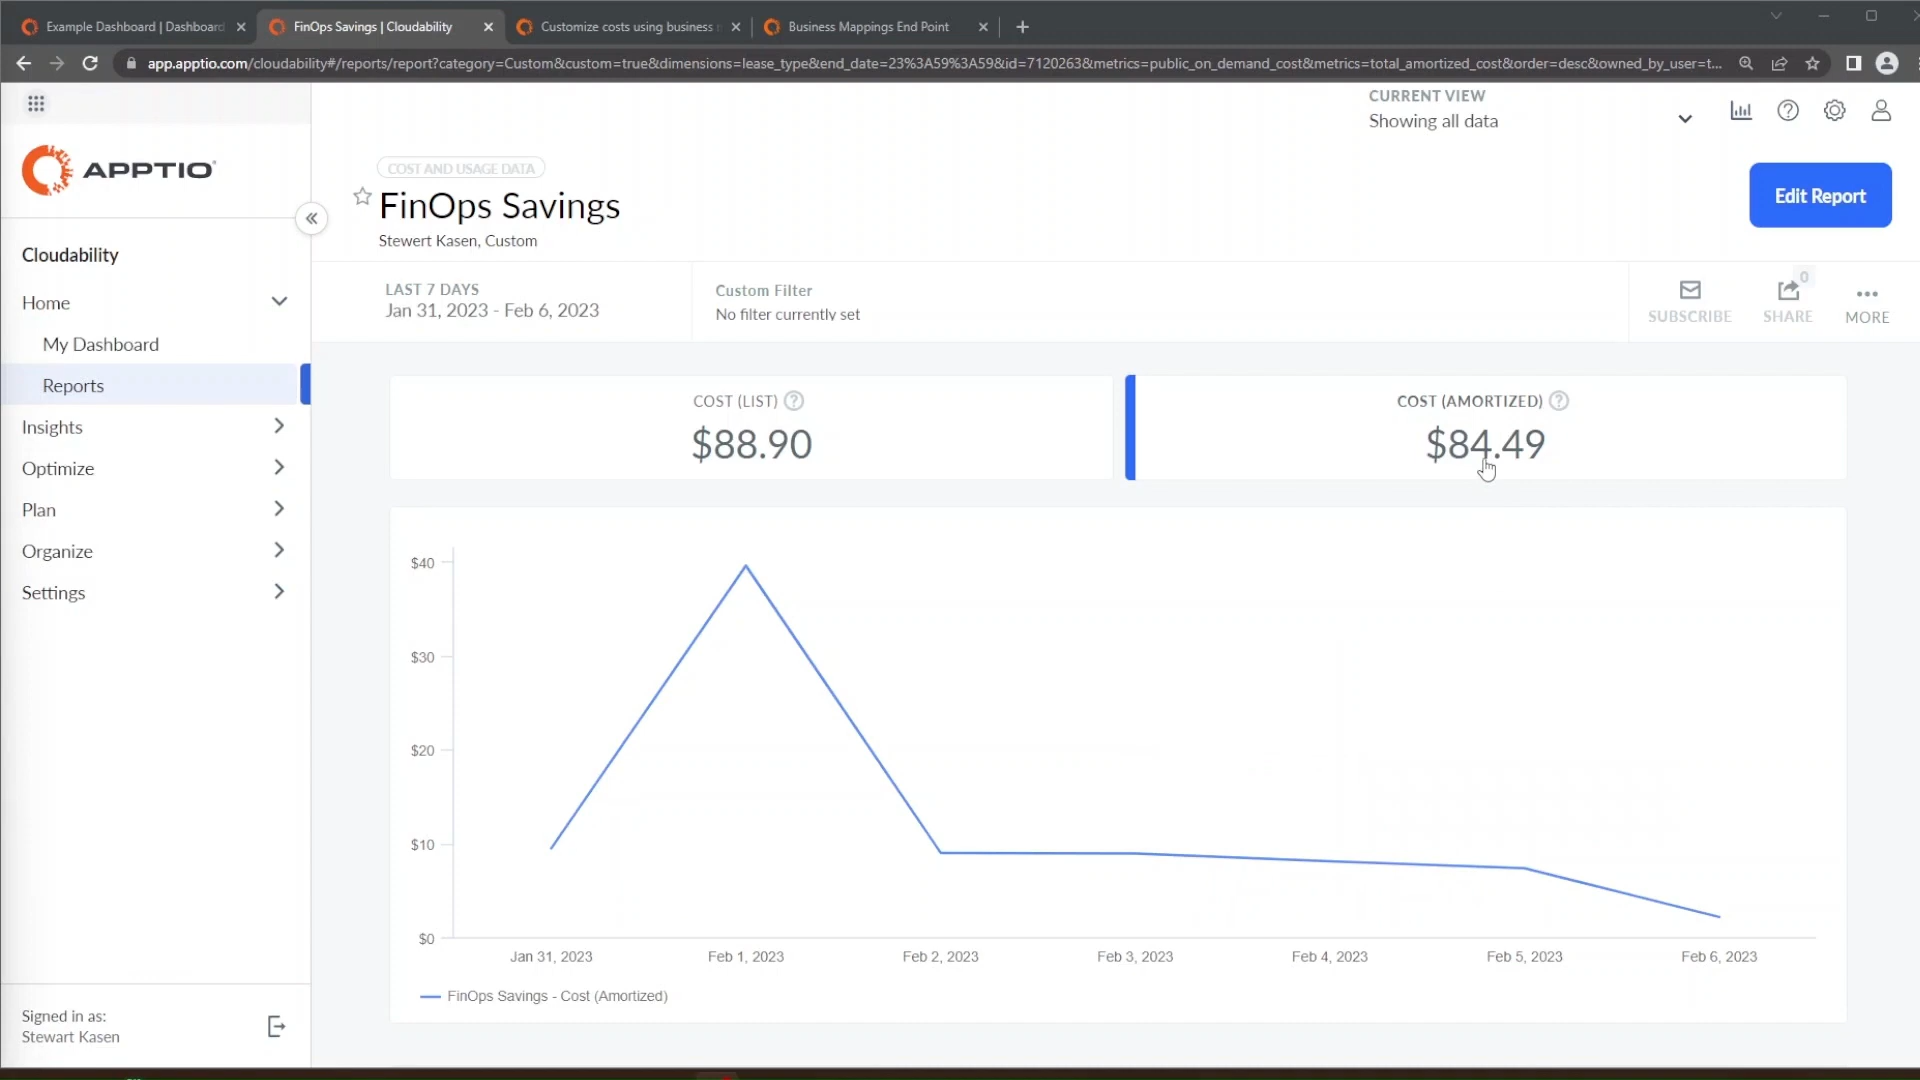 Example Dashboard | Dashboard
FinOps Savings | Cloudability
Customize costs using business
Business Mappings End Point
app.apptio.com/cloudability#/reports/report?category=Custom&custom=true&dimensions=lease_type&end_date=23%3A59%3A59&id=7120263&metrics=public_on_demand_cost&metrics=total_amortized_cost&order=desc&owned_by_user=t...
CURRENT VIEW
Showing all data
APPTIO
COST AND USAGE DATA
FinOps Savings
Stewert Kasen, Custom
Edit Report
Cloudability
Home
My Dashboard
Reports
Insights
Optimize
Plan
Organize
Settings
LAST 7 DAYS
Jan 31, 2023 - Feb 6, 2023
Custom Filter
No filter currently set
SUBSCRIBE
0
SHARE
MORE
COST (LIST)
$88.90
COST (AMORTIZED)
$84.49
$40
$30
$20
$10
$0
Jan 31, 2023
Feb 1, 2023
Feb 2, 2023
Feb 3, 2023
Feb 4, 2023
Feb 5, 2023
Feb 6, 2023
FinOps Savings - Cost (Amortized)
Signed in as:
Stewart Kasen